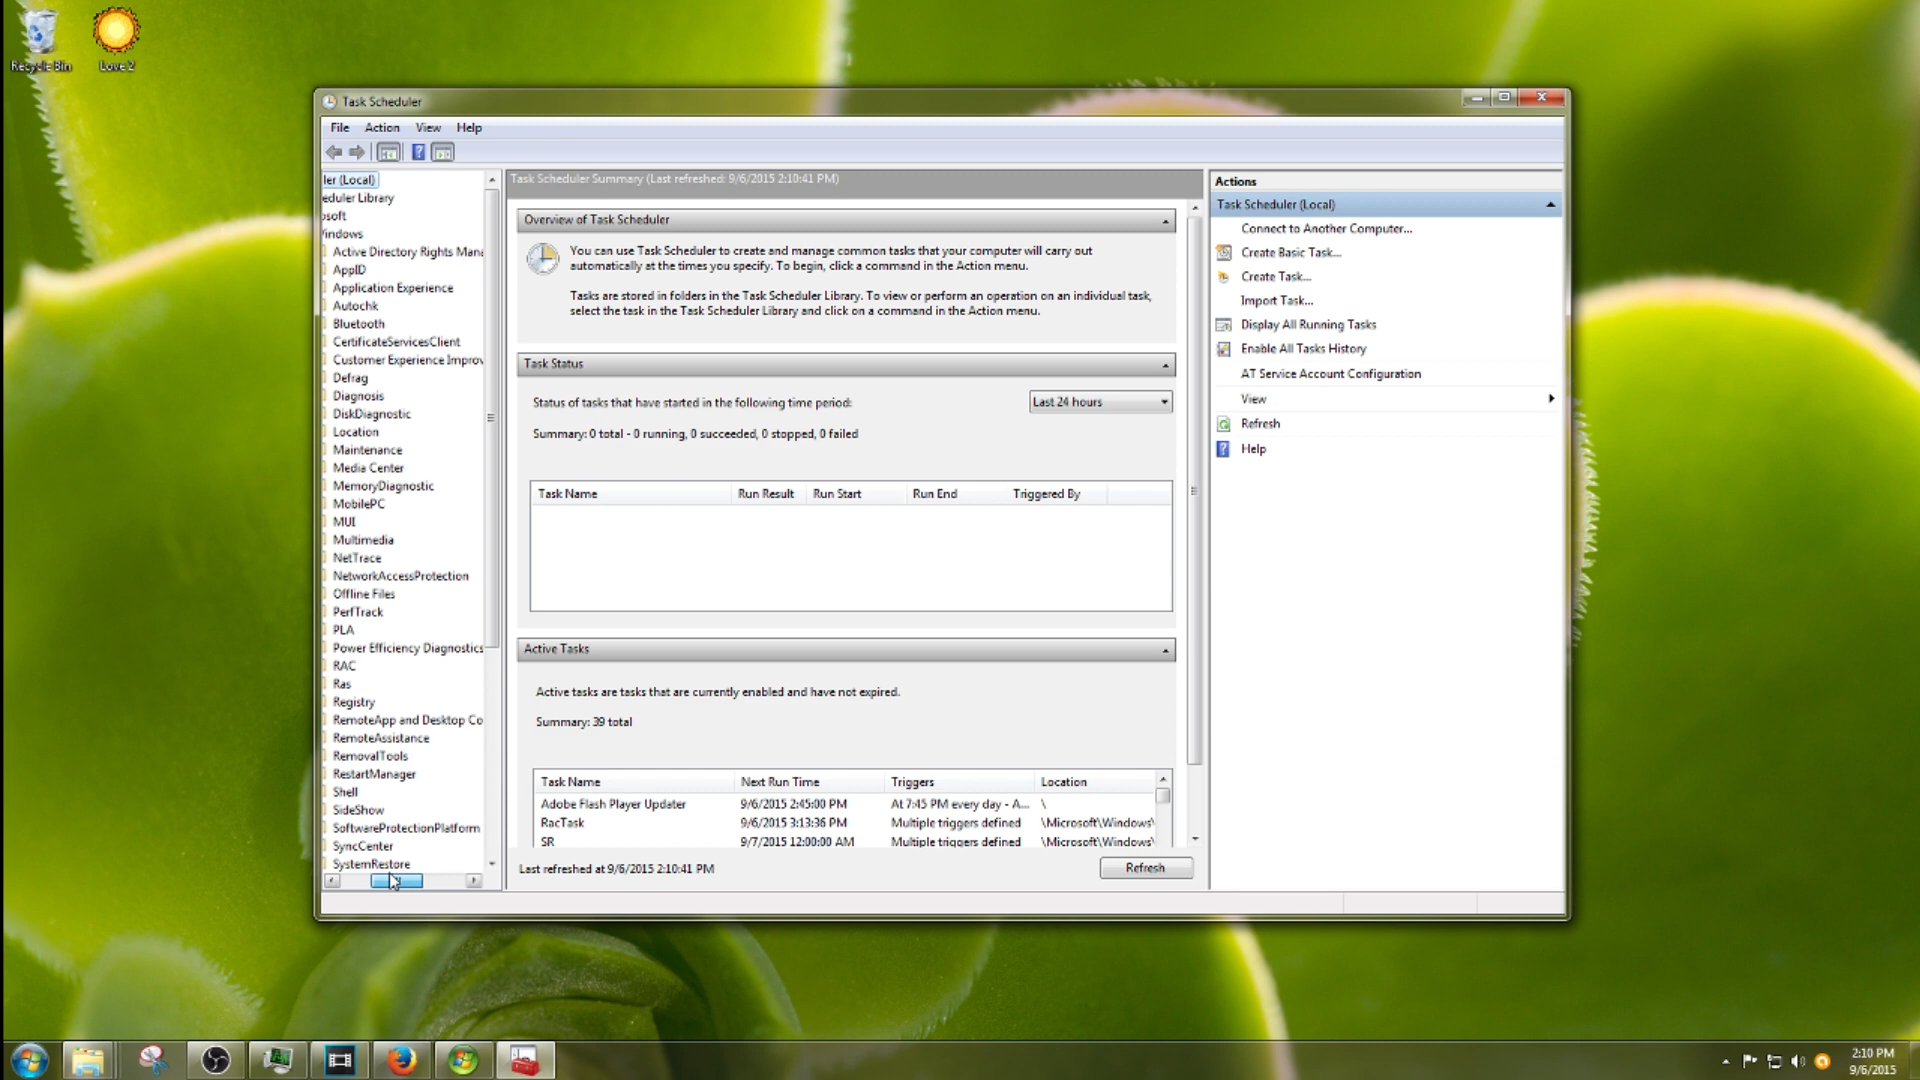 Recycle Bin
Love 2
Task Scheduler
File Action View Help
ler (Local)
eduler Library
osoft
indows
Active Directory Rights Mana
AppID
Application Experience
Autochk
Bluetooth
CertificateServicesClient
Customer Experience Improv
Defrag
Diagnosis
DiskDiagnostic
Location
Maintenance
Media Center
MemoryDiagnostic
MobilePC
MUI
Multimedia
NetTrace
NetworkAccessProtection
Offline Files
PerfTrack
PLA
Power Efficiency Diagnostics
RAC
Ras
Registry
RemoteApp and Desktop Co
RemoteAssistance
RemovalTools
RestartManager
Shell
SideShow
SoftwareProtectionPlatform
SyncCenter
SystemRestore
Task Scheduler Summary (Last refreshed: 9/6/2015 2:10:41 PM)
Overview of Task Scheduler
You can use Task Scheduler to create and manage common tasks that your computer will carry out
automatically at the times you specify. To begin, click a command in the Action menu.
Tasks are stored in folders in the Task Scheduler Library. To view or perform an operation on an individual task,
select the task in the Task Scheduler Library and click on a command in the Action menu.
Task Status
Status of tasks that have started in the following time period: Last 24 hours
Summary: 0 total - 0 running, 0 succeeded, 0 stopped, 0 failed
Task Name Run Result Run Start Run End Triggered By
Active Tasks
Active tasks are tasks that are currently enabled and have not expired.
Summary: 39 total
Task Name Next Run Time Triggers Location
Adobe Flash Player Updater 9/6/2015 2:45:00 PM At 7:45 PM every day - A... \
RacTask 9/6/2015 3:13:36 PM Multiple triggers defined \Microsoft\Windows\
SR 9/7/2015 12:00:00 AM Multiple triggers defined \Microsoft\Windows\
Last refreshed at 9/6/2015 2:10:41 PM Refresh
Actions
Task Scheduler (Local)
Connect to Another Computer...
Create Basic Task...
Create Task...
Import Task...
Display All Running Tasks
Enable All Tasks History
AT Service Account Configuration
View
Refresh
Help
2:10 PM
9/6/2015